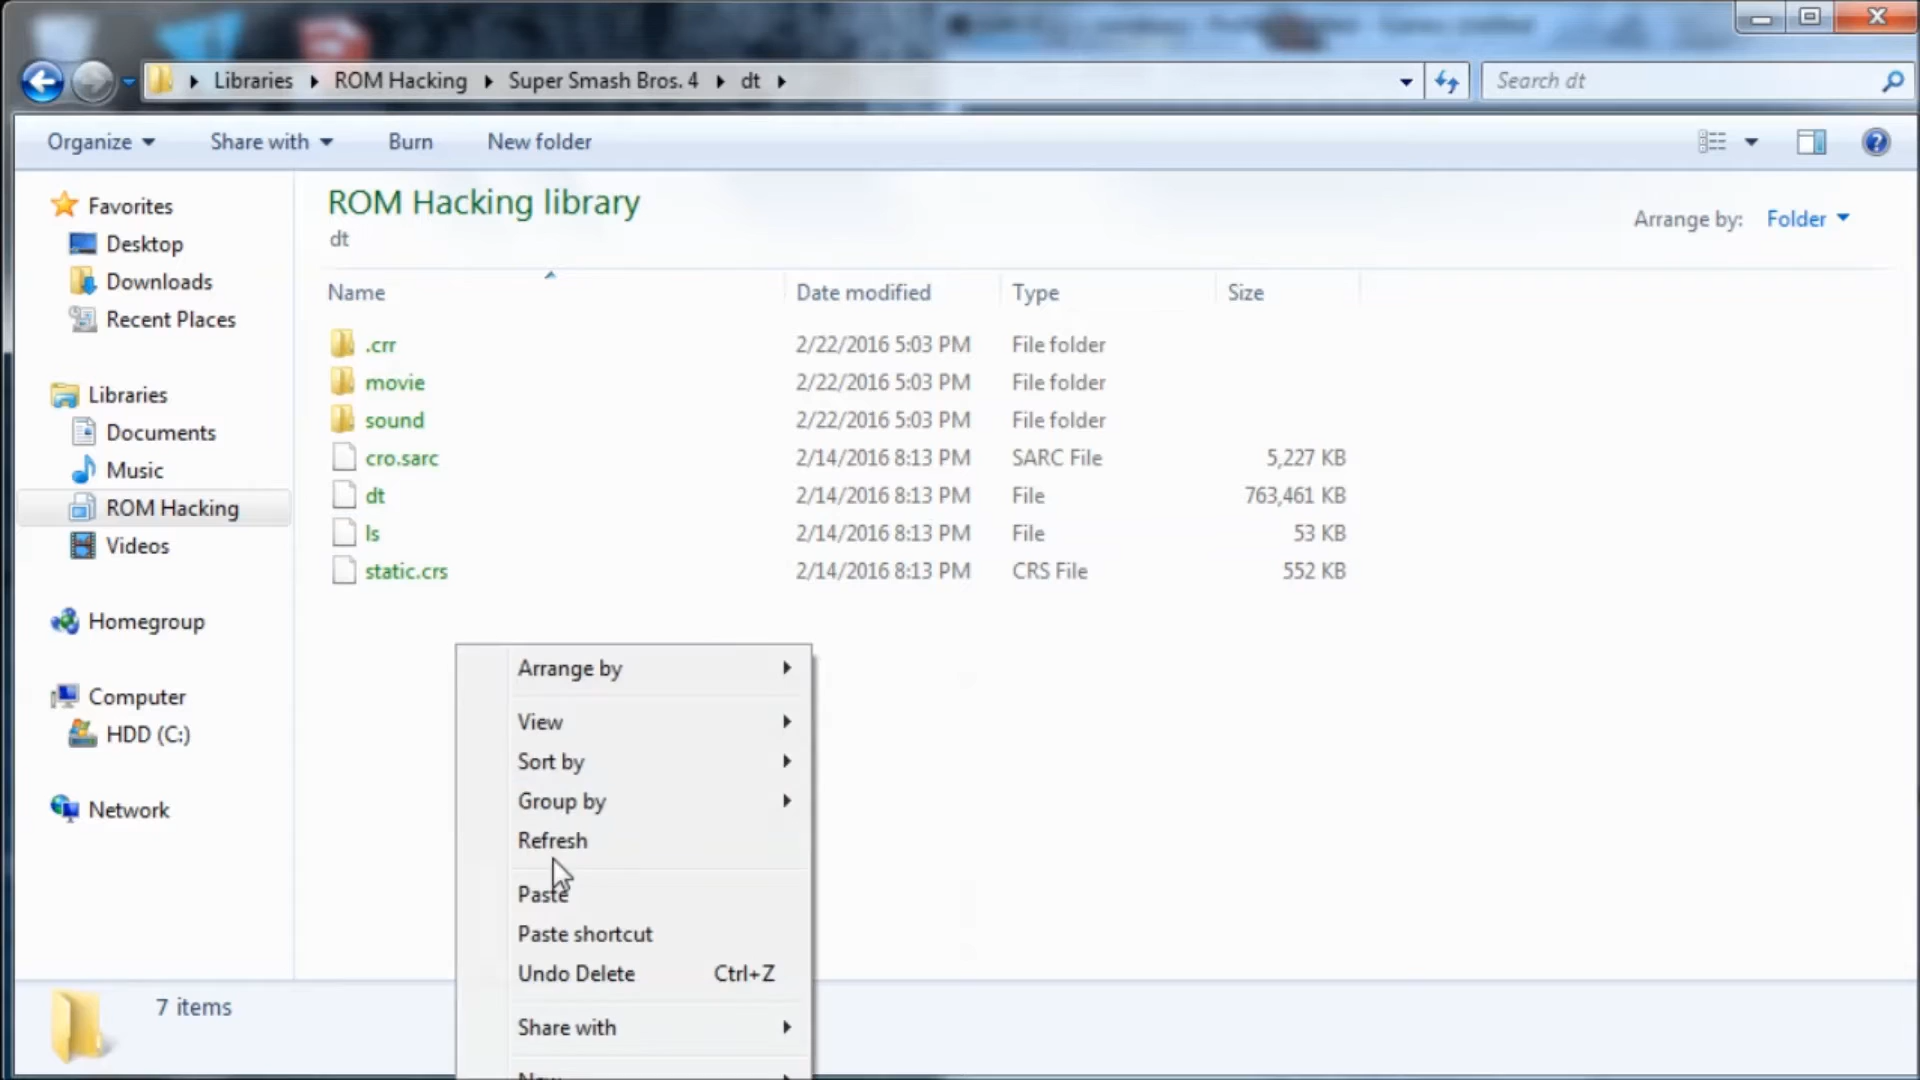 Libraries ROM Hacking Super Smash Bros. 4 dt Search dt
Organize Share with Burn New folder
ROM Hacking library
dt
Arrange by: Folder
Favorites
Desktop
Downloads
Recent Places
Libraries
Documents
Music
ROM Hacking
Videos
Homegroup
Computer
HDD (C:)
Network
Name Date modified Type Size
.crr 2/22/2016 5:03 PM File folder
movie 2/22/2016 5:03 PM File folder
sound 2/22/2016 5:03 PM File folder
cro.sarc 2/14/2016 8:13 PM SARC File 5,227 KB
dt 2/14/2016 8:13 PM File 763,461 KB
ls 2/14/2016 8:13 PM File 53 KB
static.crs 2/14/2016 8:13 PM CRS File 552 KB
Arrange by
View
Sort by
Group by
Refresh
Paste
Paste shortcut
Undo Delete Ctrl+Z
Share with
7 items